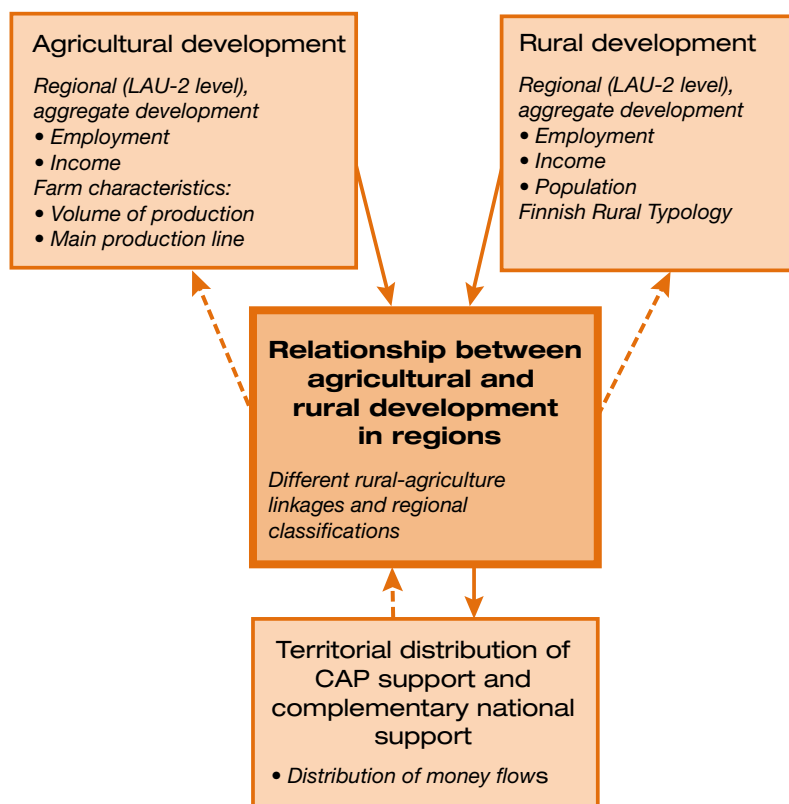 Agricultural development
Regional (LAU-2 level),
aggregate development
• Employment
• Income
Farm characteristics:
• Volume of production
• Main production line
Rural development
Regional (LAU-2 level),
aggregate development
• Employment
• Income
• Population
Finnish Rural Typology
Relationship between
agricultural and
rural development
in regions
Different rural-agriculture
linkages and regional
classifications
Territorial distribution of
CAP support and
complementary national
support
• Distribution of money flows